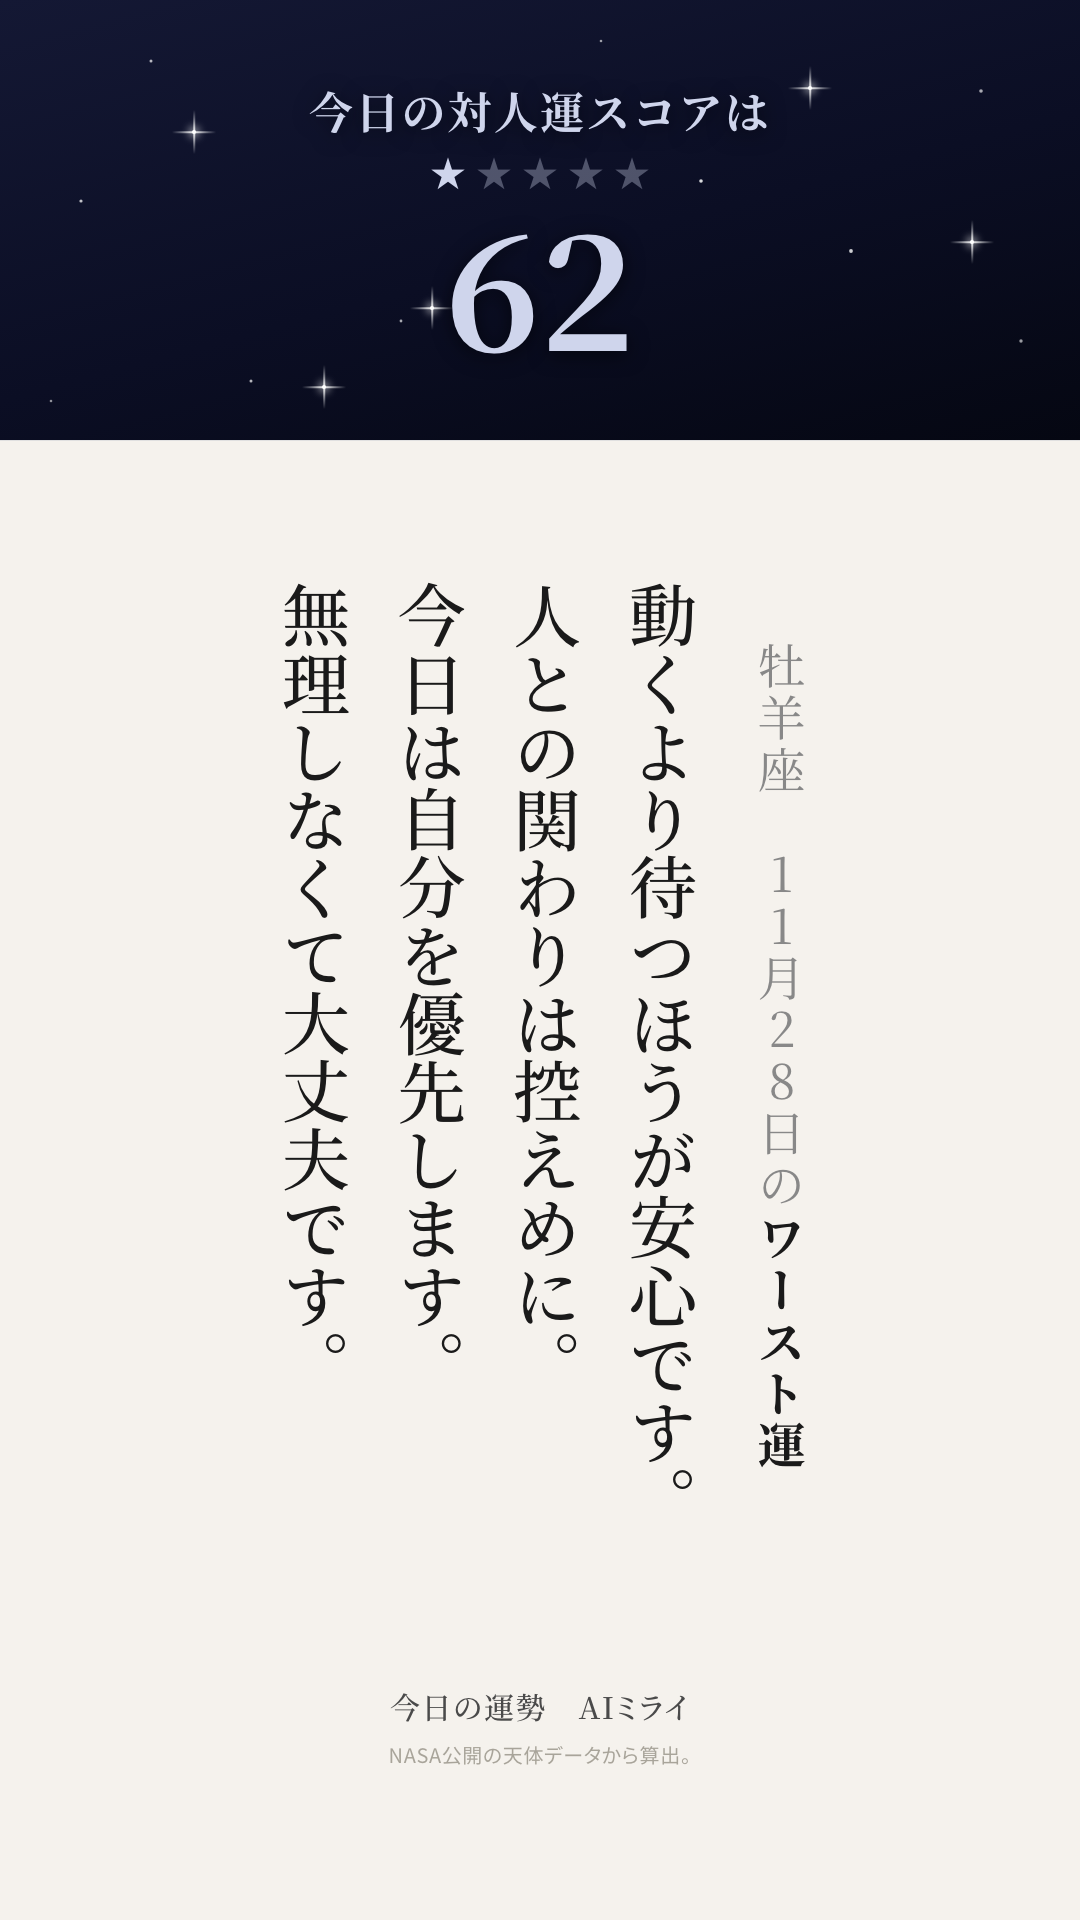 今日の対人運スコアは
★★★★★
62
牡羊座　11月28日のワースト運
動くより待つほうが安心です。
人との関わりは控えめに。
今日は自分を優先します。
無理しなくて大丈夫です。
今日の運勢　AIミライ
NASA公開の天体データから算出。